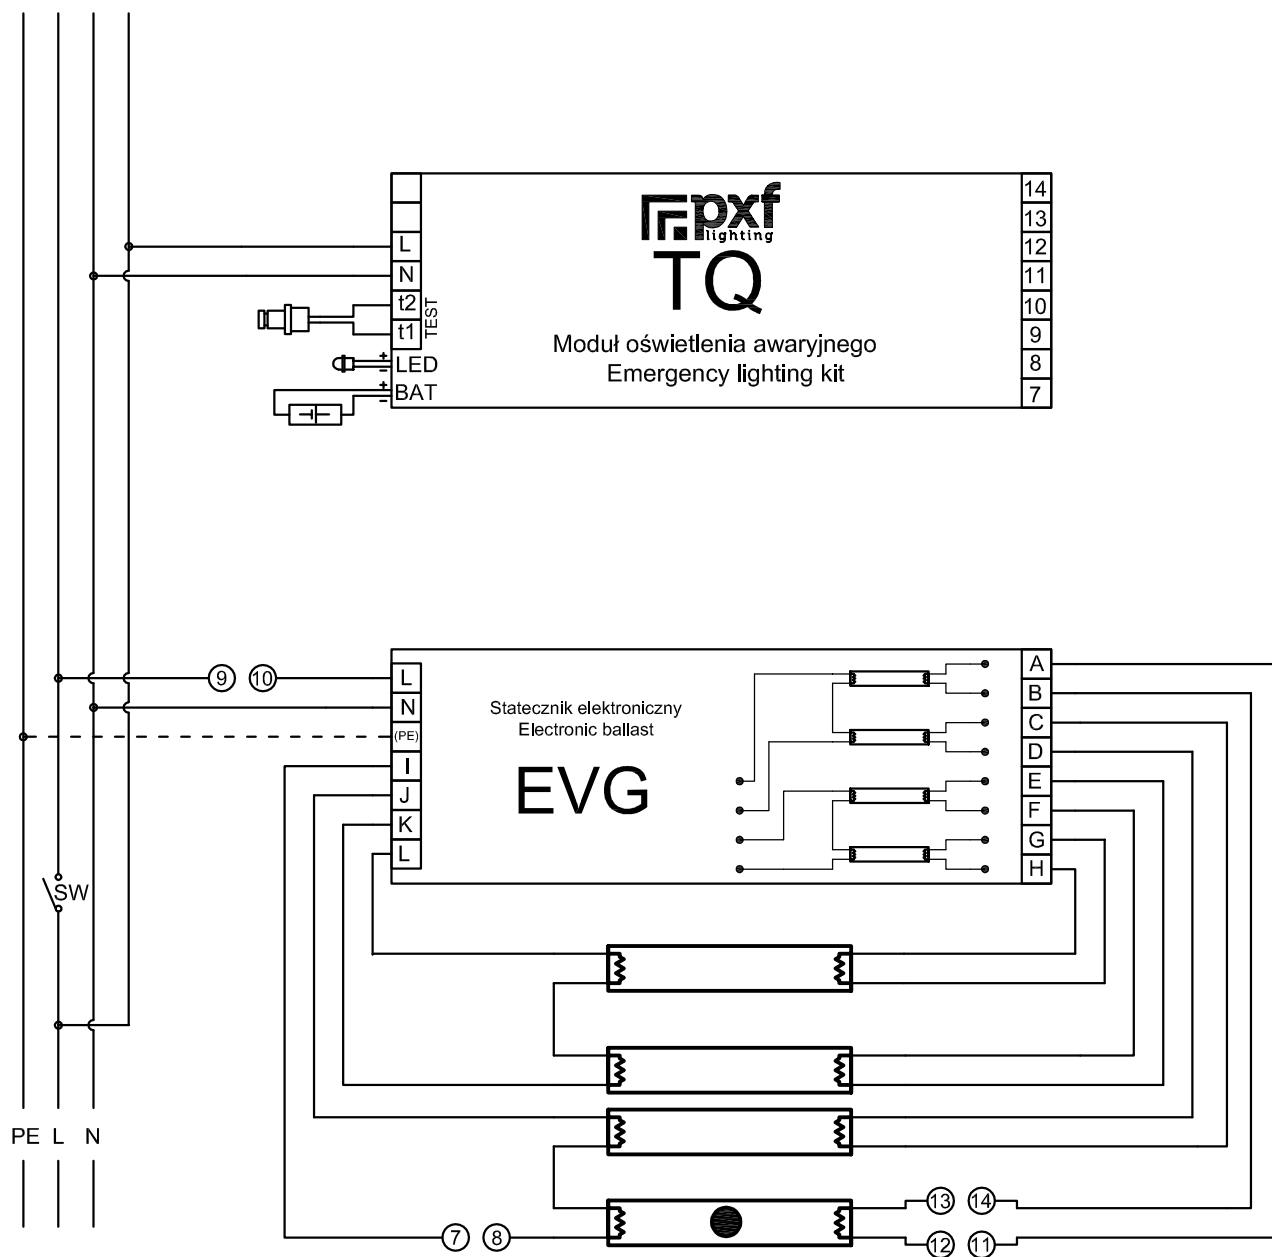 pxf
lighting
TQ
Moduł oświetlenia awaryjnego
Emergency lighting kit
L
N
t2
t1
TEST
+
-
LED
+
-
BAT
14
13
12
11
10
9
8
7
9 10
L
N
(PE)
I
J
K
L
Statecznik elektroniczny
Electronic ballast
EVG
A
B
C
D
E
F
G
H
SW
PE L N
13 14
7 8
12 11